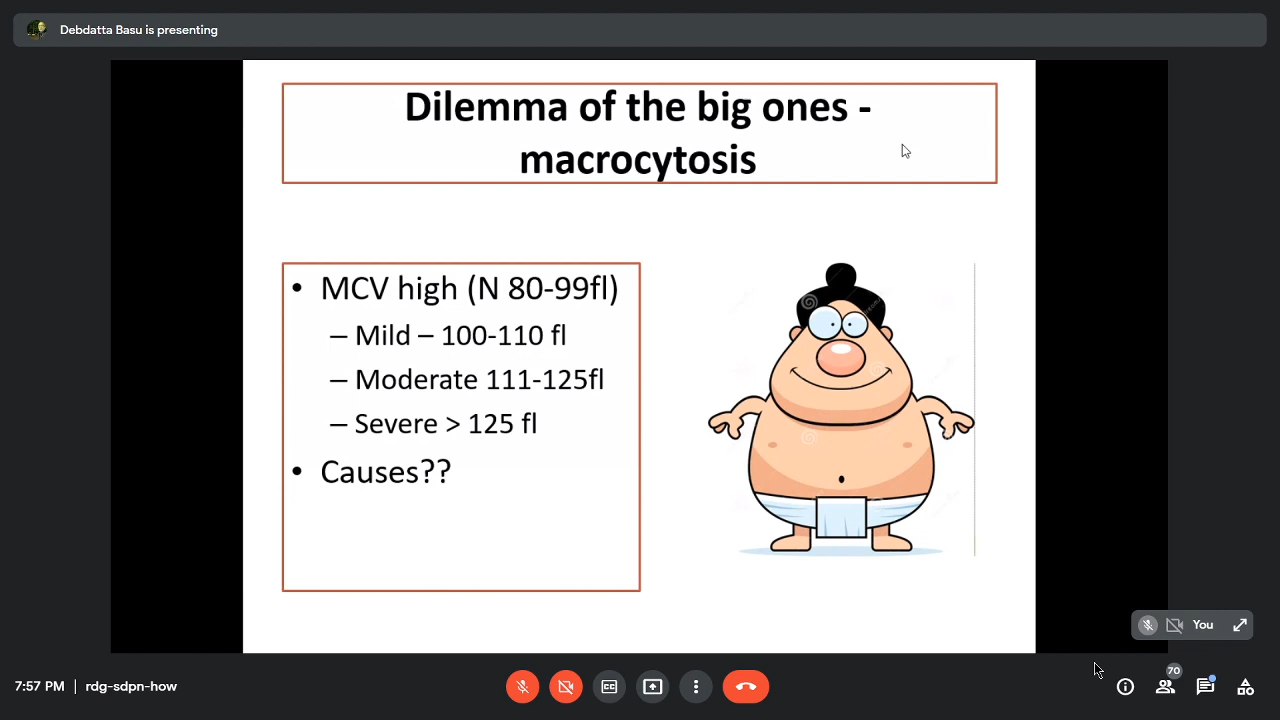 Debdatta Basu is presenting
Dilemma of the big ones -
macrocytosis
• MCV high (N 80-99fl)
– Mild – 100-110 fl
– Moderate 111-125fl
– Severe > 125 fl
• Causes??
You
7:57 PM | rdg-sdpn-how
CC
70